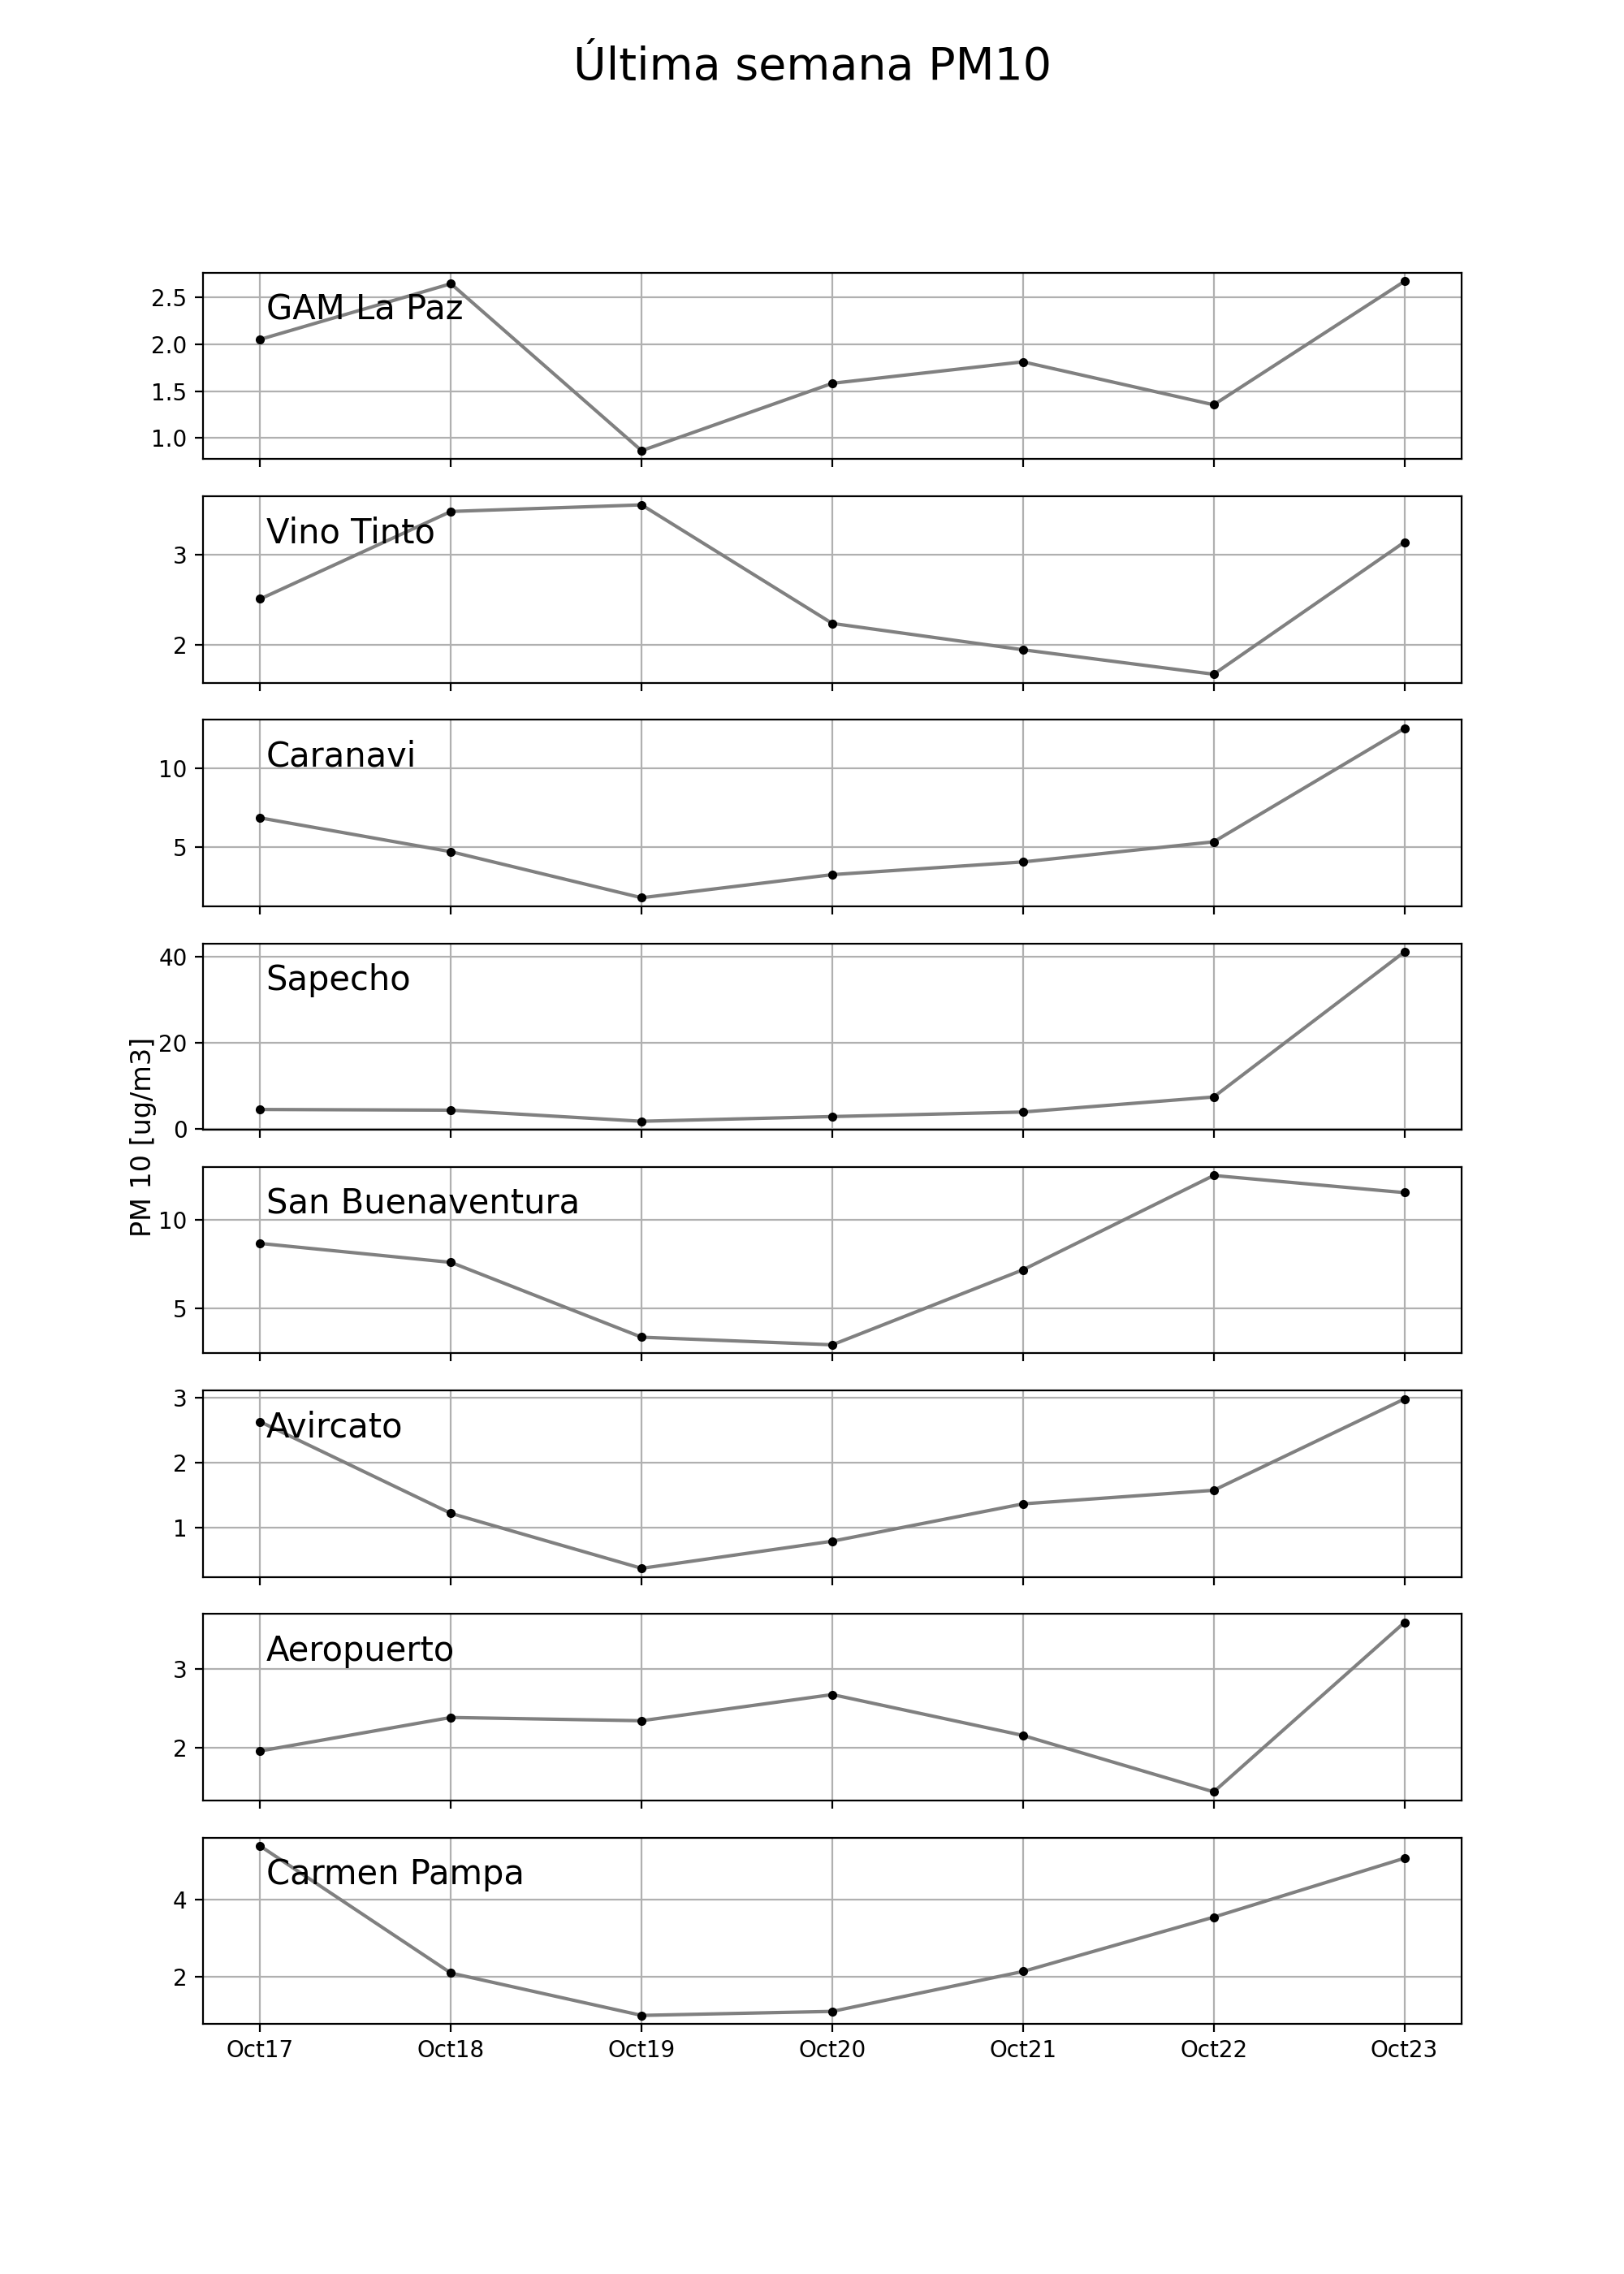 Última semana PM10
GAM La Paz
2.5
2.0
1.5
1.0
Vino Tinto
3
2
Caranavi
10
5
Sapecho
40
20
0
PM 10 [ug/m3]
San Buenaventura
10
5
Avircato
3
2
1
Aeropuerto
3
2
Carmen Pampa
4
2
Oct17 Oct18 Oct19 Oct20 Oct21 Oct22 Oct23